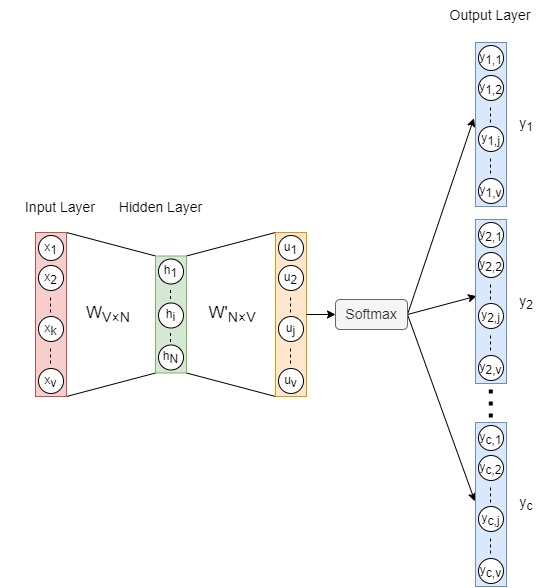 Output Layer
y1,1
y1,2
y1,j
y1,v
y1
Input Layer
Hidden Layer
x1
x2
xk
xv
WV×N
h1
hi
hN
W'N×V
u1
u2
uj
uv
Softmax
y2,1
y2,2
y2,j
y2,v
y2
yc,1
yc,2
yc,j
yc,v
yc